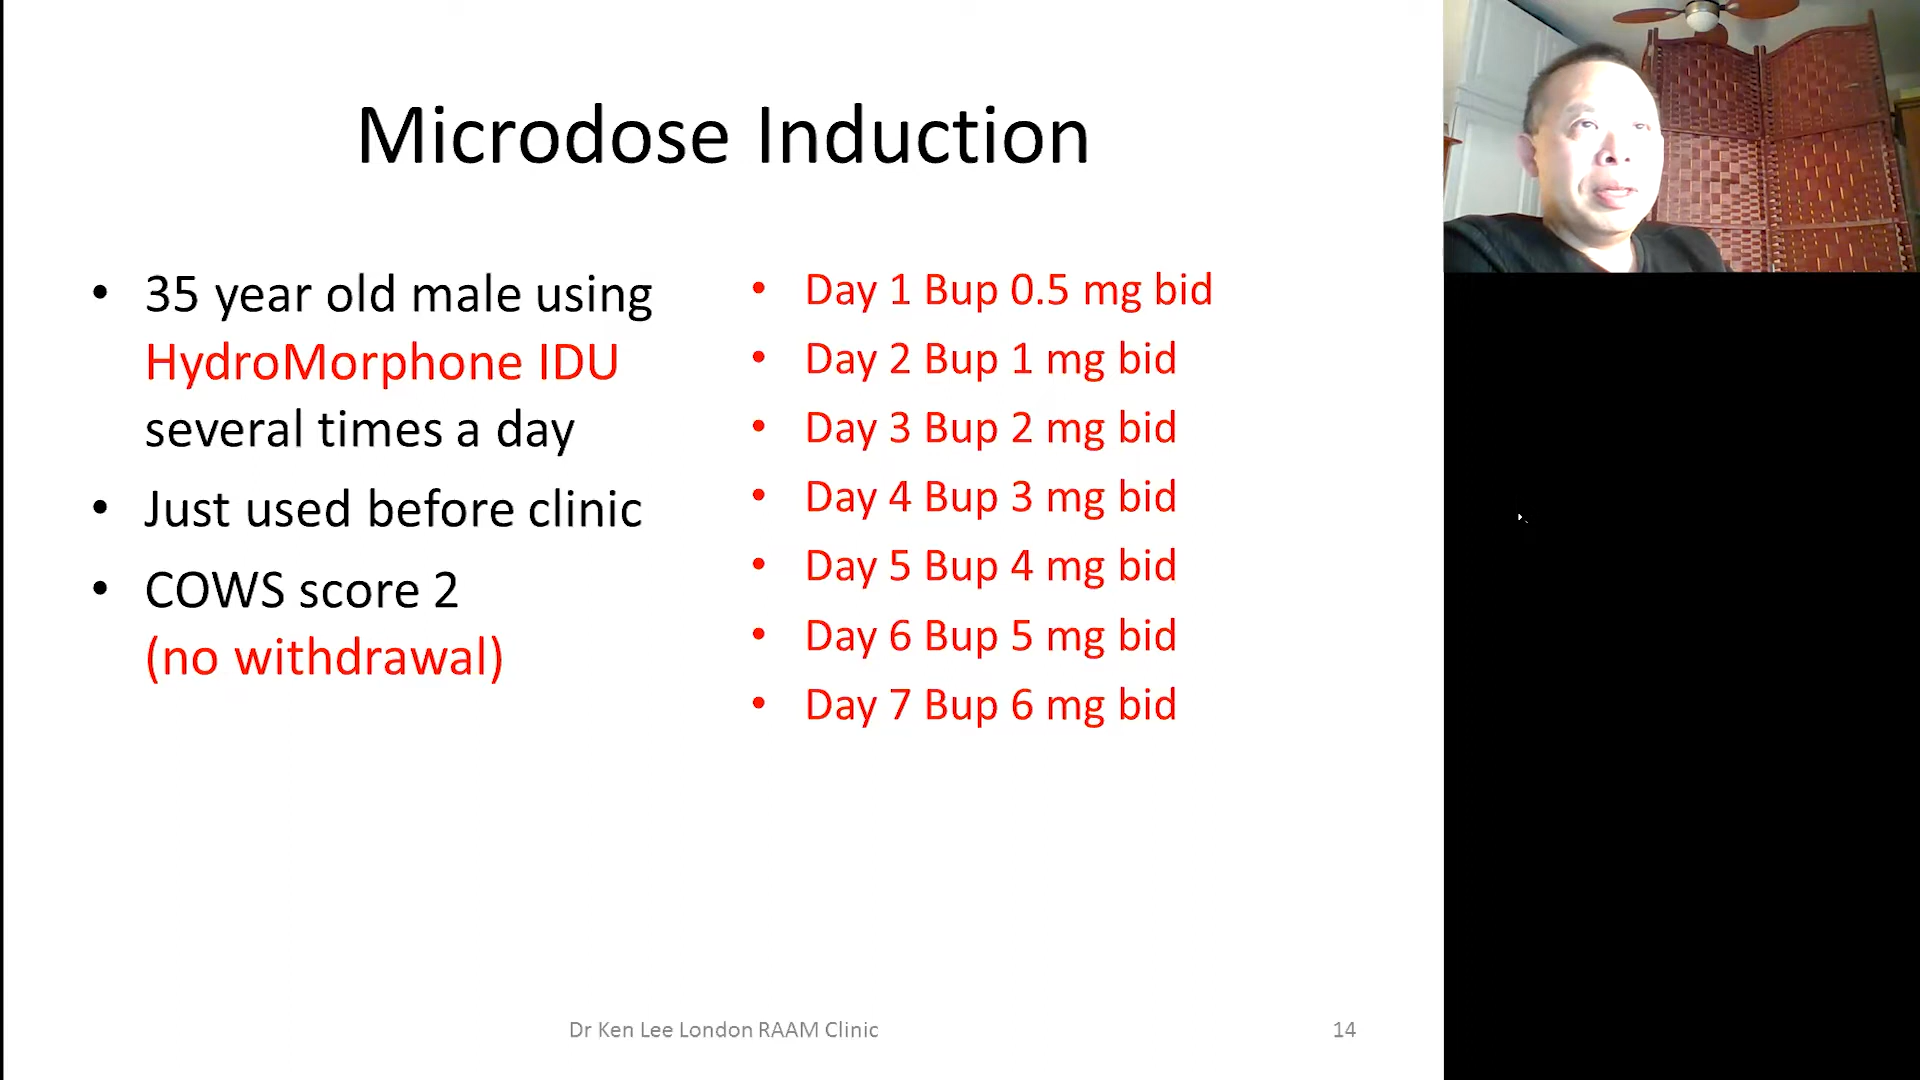 Microdose Induction
• 35 year old male using
HydroMorphone IDU
several times a day
• Just used before clinic
• COWS score 2
(no withdrawal)
• Day 1 Bup 0.5 mg bid
• Day 2 Bup 1 mg bid
• Day 3 Bup 2 mg bid
• Day 4 Bup 3 mg bid
• Day 5 Bup 4 mg bid
• Day 6 Bup 5 mg bid
• Day 7 Bup 6 mg bid
Dr Ken Lee London RAAM Clinic
14